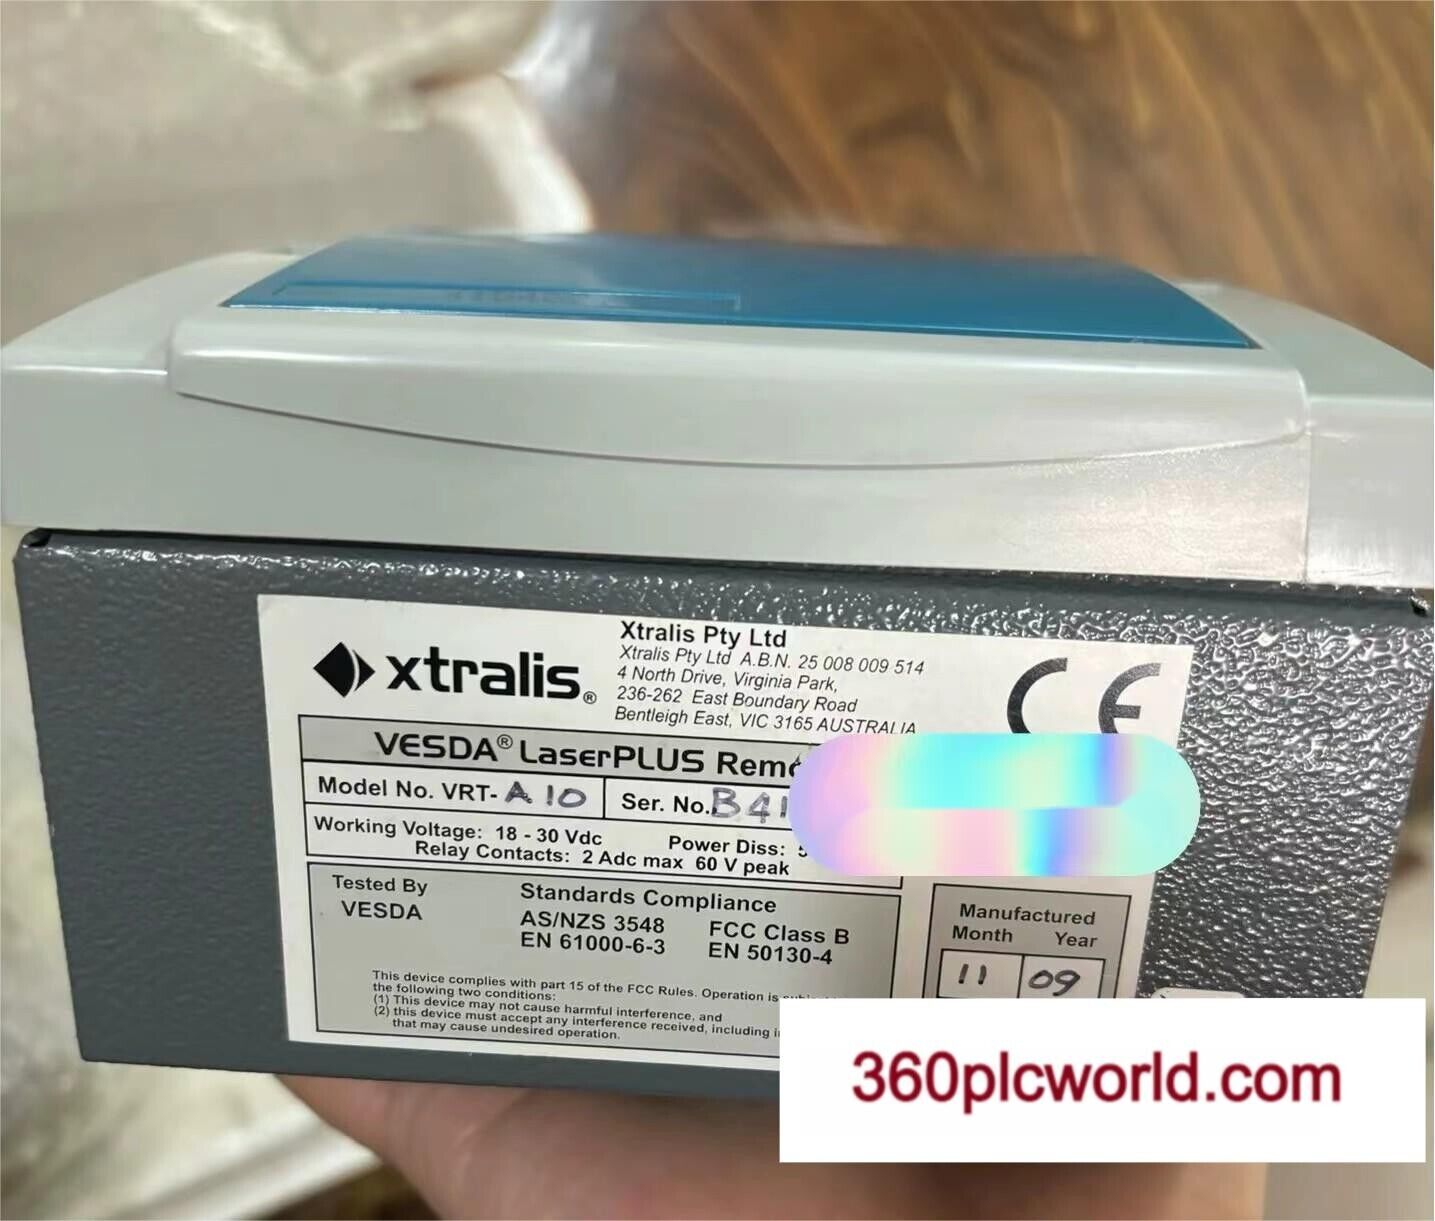 xtralis®
Xtralis Pty Ltd
Xtralis Pty Ltd A.B.N. 25 008 009 514
4 North Drive, Virginia Park,
236-262 East Boundary Road
Bentleigh East, VIC 3165 AUSTRALIA
CE
VESDA® LaserPLUS
Model No. VRT-A10
Ser. No. B41
Working Voltage: 18 - 30 Vdc
Power Diss:
Relay Contacts: 2 Adc max 60 V peak
Tested By
VESDA
Standards Compliance
AS/NZS 3548 FCC Class B
EN 61000-6-3 EN 50130-4
Manufactured
Month Year
11 09
This device complies with part 15 of the FCC Rules. Operation is
the following two conditions:
(1) This device may not cause harmful interference, and
(2) this device must accept any interference received, including
that may cause undesired operation.
360plcworld.com